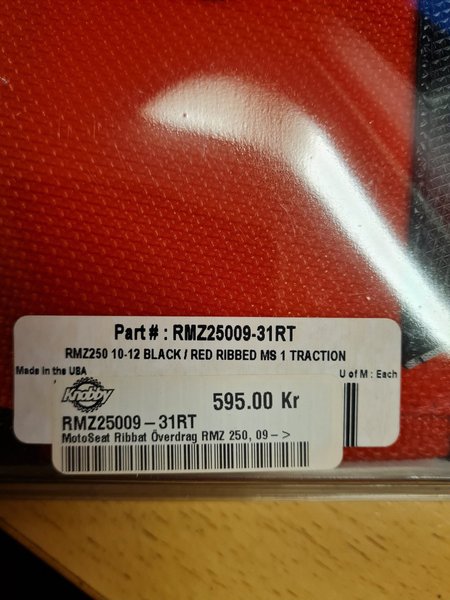 Part # : RMZ25009-31RT
RMZ250 10-12 BLACK / RED RIBBED MS 1 TRACTION
Made in the USA
U of M : Each
Knobby
595.00 Kr
RMZ25009-31RT
MotoSeat Ribbat Överdrag RMZ 250, 09->